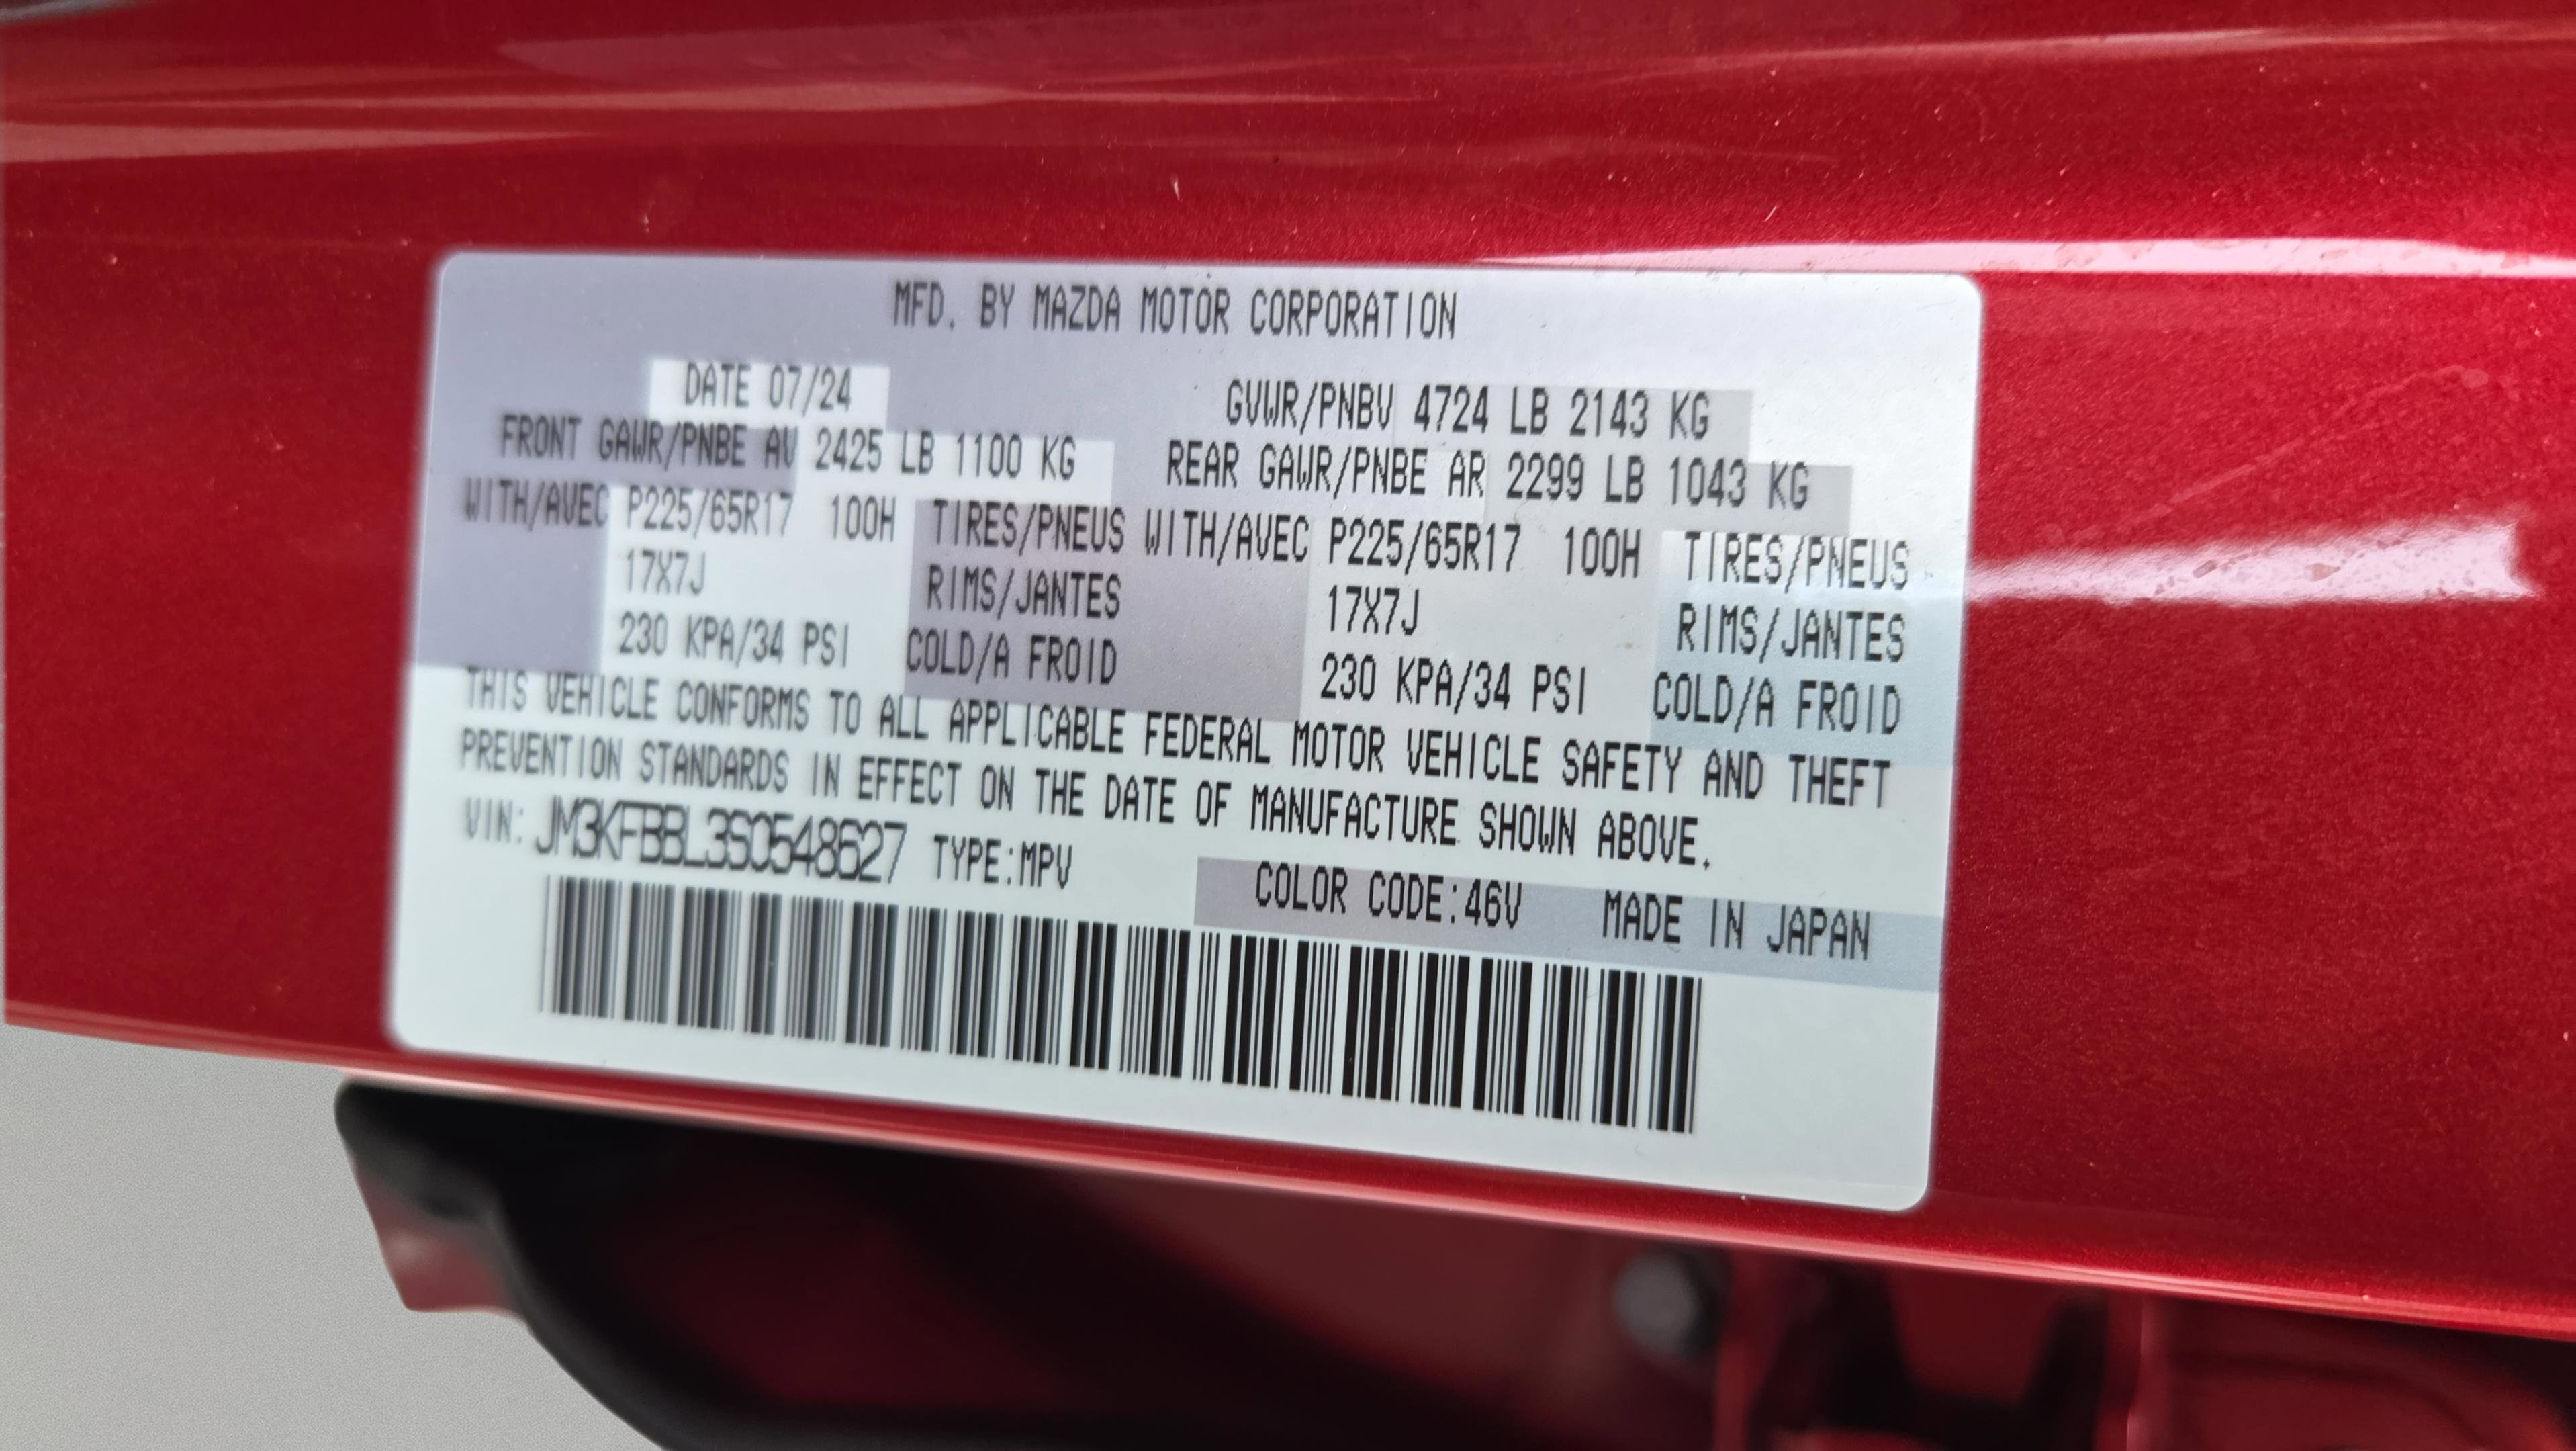 MFD. BY MAZDA MOTOR CORPORATION
DATE 07/24 GVWR/PNBV 4724 LB 2143 KG
FRONT GAWR/PNBE AV 2425 LB 1100 KG REAR GAWR/PNBE AR 2299 LB 1043 KG
WITH/AVEC P225/65R17 100H TIRES/PNEUS WITH/AVEC P225/65R17 100H TIRES/PNEUS
17X7J RIMS/JANTES 17X7J RIMS/JANTES
230 KPA/34 PSI COLD/A FROID 230 KPA/34 PSI COLD/A FROID
THIS VEHICLE CONFORMS TO ALL APPLICABLE FEDERAL MOTOR VEHICLE SAFETY AND THEFT
PREVENTION STANDARDS IN EFFECT ON THE DATE OF MANUFACTURE SHOWN ABOVE.
VIN: JM3KFBBL3S0548627 TYPE:MPV COLOR CODE:46V MADE IN JAPAN